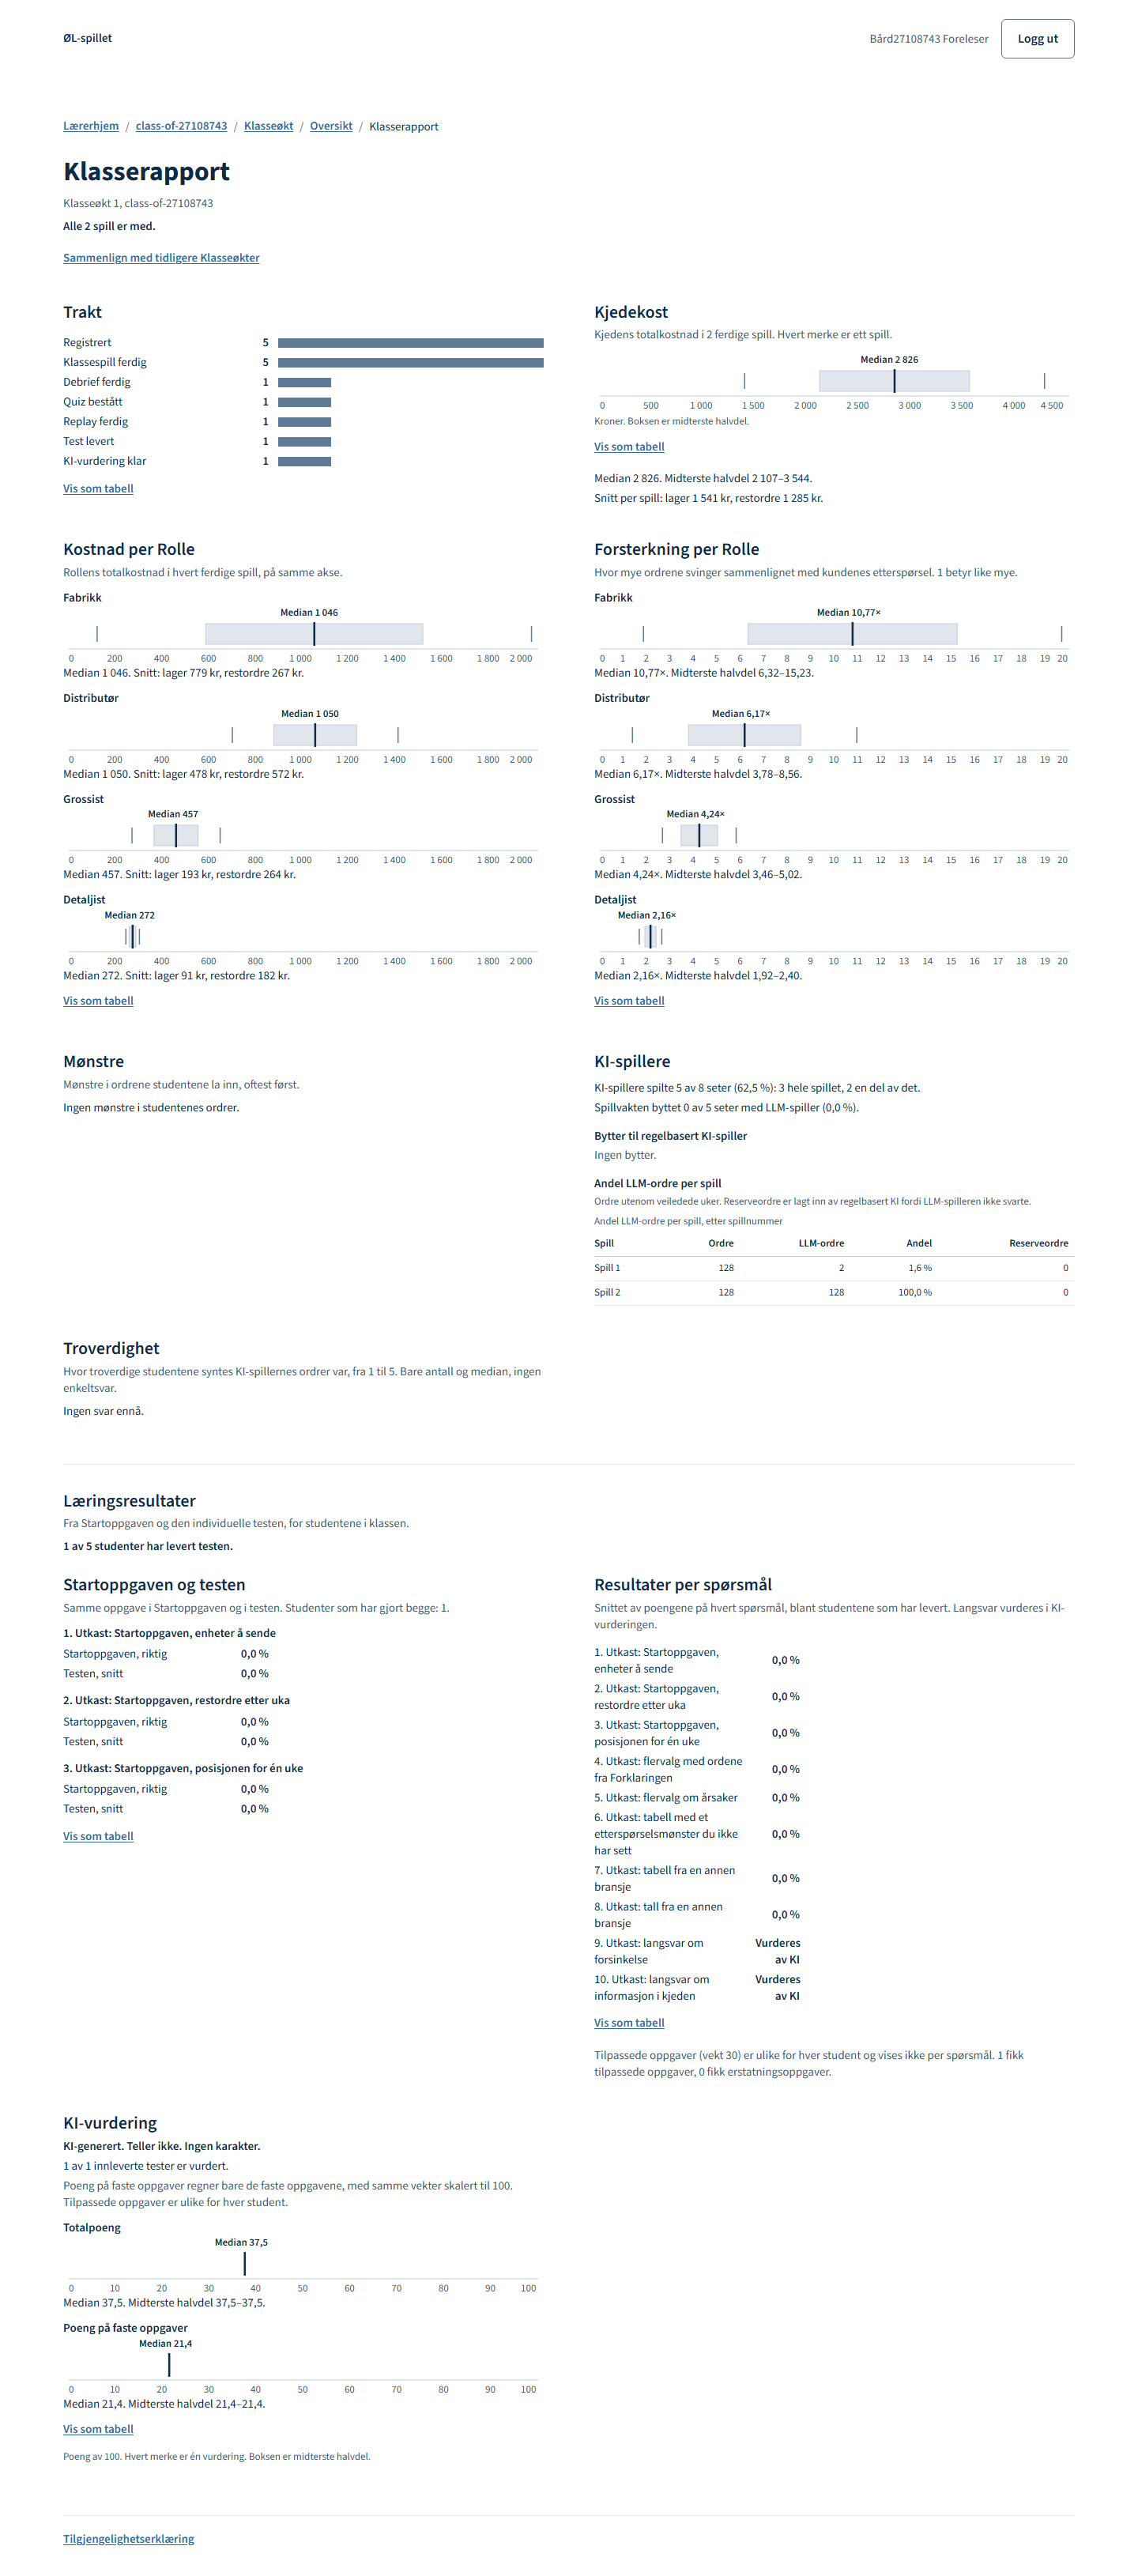 ØL-spillet
Bård27108743 Foreleser
Logg ut
Lærerhjem / class-of-27108743 / Klasseøkt / Oversikt / Klasserapport
Klasserapport
Klasseøkt 1, class-of-27108743
Alle 2 spill er med.
Sammenlign med tidligere Klasseøkter
Trakt
Registrert 5
Klassespill ferdig 5
Debrief ferdig 1
Quiz bestått 1
Replay ferdig 1
Test levert 1
KI-vurdering klar 1
Vis som tabell
Kjedekost
Kjedens totalkostnad i 2 ferdige spill. Hvert merke er ett spill.
Median 2 826
0 500 1 000 1 500 2 000 2 500 3 000 3 500 4 000 4 500
Kroner. Boksen er midterste halvdel.
Vis som tabell
Median 2 826. Midterste halvdel 2 107–3 544.
Snitt per spill: lager 1 541 kr, restordre 1 285 kr.
Kostnad per Rolle
Rollens totalkostnad i hvert ferdige spill, på samme akse.
Fabrikk
Median 1 046
0 200 400 600 800 1 000 1 200 1 400 1 600 1 800 2 000
Median 1 046. Snitt: lager 779 kr, restordre 267 kr.
Distributør
Median 1 050
0 200 400 600 800 1 000 1 200 1 400 1 600 1 800 2 000
Median 1 050. Snitt: lager 478 kr, restordre 572 kr.
Grossist
Median 457
0 200 400 600 800 1 000 1 200 1 400 1 600 1 800 2 000
Median 457. Snitt: lager 193 kr, restordre 264 kr.
Detaljist
Median 272
0 200 400 600 800 1 000 1 200 1 400 1 600 1 800 2 000
Median 272. Snitt: lager 91 kr, restordre 182 kr.
Vis som tabell
Forsterkning per Rolle
Hvor mye ordrene svinger sammenlignet med kundenes etterspørsel. 1 betyr like mye.
Fabrikk
Median 10,77×
0 1 2 3 4 5 6 7 8 9 10 11 12 13 14 15 16 17 18 19 20
Median 10,77×. Midterste halvdel 6,32–15,23.
Distributør
Median 6,17×
0 1 2 3 4 5 6 7 8 9 10 11 12 13 14 15 16 17 18 19 20
Median 6,17×. Midterste halvdel 3,78–8,56.
Grossist
Median 4,24×
0 1 2 3 4 5 6 7 8 9 10 11 12 13 14 15 16 17 18 19 20
Median 4,24×. Midterste halvdel 3,46–5,02.
Detaljist
Median 2,16×
0 1 2 3 4 5 6 7 8 9 10 11 12 13 14 15 16 17 18 19 20
Median 2,16×. Midterste halvdel 1,92–2,40.
Vis som tabell
Mønstre
Mønstre i ordrene studentene la inn, oftest først.
Ingen mønstre i studentenes ordrer.
KI-spillere
KI-spillere spilte 5 av 8 seter (62,5 %): 3 hele spillet, 2 en del av det.
Spillvakten byttet 0 av 5 seter med LLM-spiller (0,0 %).
Bytter til regelbasert KI-spiller
Ingen bytter.
Andel LLM-ordre per spill
Ordre utenom veiledede uker. Reserveordre er lagt inn av regelbasert KI fordi LLM-spilleren ikke svarte.
Andel LLM-ordre per spill, etter spillnummer
Spill Ordre LLM-ordre Andel Reserveordre
Spill 1 128 2 1,6 % 0
Spill 2 128 128 100,0 % 0
Troverdighet
Hvor troverdige studentene syntes KI-spillernes ordrer var, fra 1 til 5. Bare antall og median, ingen
enkeltsvar.
Ingen svar ennå.
Læringsresultater
Fra Startoppgaven og den individuelle testen, for studentene i klassen.
1 av 5 studenter har levert testen.
Startoppgaven og testen
Samme oppgave i Startoppgaven og i testen. Studenter som har gjort begge: 1.
1. Utkast: Startoppgaven, enheter å sende
Startoppgaven, riktig 0,0 %
Testen, snitt 0,0 %
2. Utkast: Startoppgaven, restordre etter uka
Startoppgaven, riktig 0,0 %
Testen, snitt 0,0 %
3. Utkast: Startoppgaven, posisjonen for én uke
Startoppgaven, riktig 0,0 %
Testen, snitt 0,0 %
Vis som tabell
Resultater per spørsmål
Snittet av poengene på hvert spørsmål, blant studentene som har levert. Langsvar vurderes i KI-
vurderingen.
1. Utkast: Startoppgaven,
enheter å sende 0,0 %
2. Utkast: Startoppgaven,
restordre etter uka 0,0 %
3. Utkast: Startoppgaven,
posisjonen for én uke 0,0 %
4. Utkast: flervalg med ordene
fra Forklaringen 0,0 %
5. Utkast: flervalg om årsaker 0,0 %
6. Utkast: tabell med et
etterspørselsmønster du ikke 0,0 %
har sett
7. Utkast: tabell fra en annen
bransje 0,0 %
8. Utkast: tall fra en annen
bransje 0,0 %
9. Utkast: langsvar om Vurderes
forsinkelse av KI
10. Utkast: langsvar om Vurderes
informasjon i kjeden av KI
Vis som tabell
Tilpassede oppgaver (vekt 30) er ulike for hver student og vises ikke per spørsmål. 1 fikk
tilpassede oppgaver, 0 fikk erstatningsoppgaver.
KI-vurdering
KI-generert. Teller ikke. Ingen karakter.
1 av 1 innleverte tester er vurdert.
Poeng på faste oppgaver regner bare de faste oppgavene, med samme vekter skalert til 100.
Tilpassede oppgaver er ulike for hver student.
Totalpoeng
Median 37,5
0 10 20 30 40 50 60 70 80 90 100
Median 37,5. Midterste halvdel 37,5–37,5.
Poeng på faste oppgaver
Median 21,4
0 10 20 30 40 50 60 70 80 90 100
Median 21,4. Midterste halvdel 21,4–21,4.
Vis som tabell
Poeng av 100. Hvert merke er én vurdering. Boksen er midterste halvdel.
Tilgjengelighetserklæring